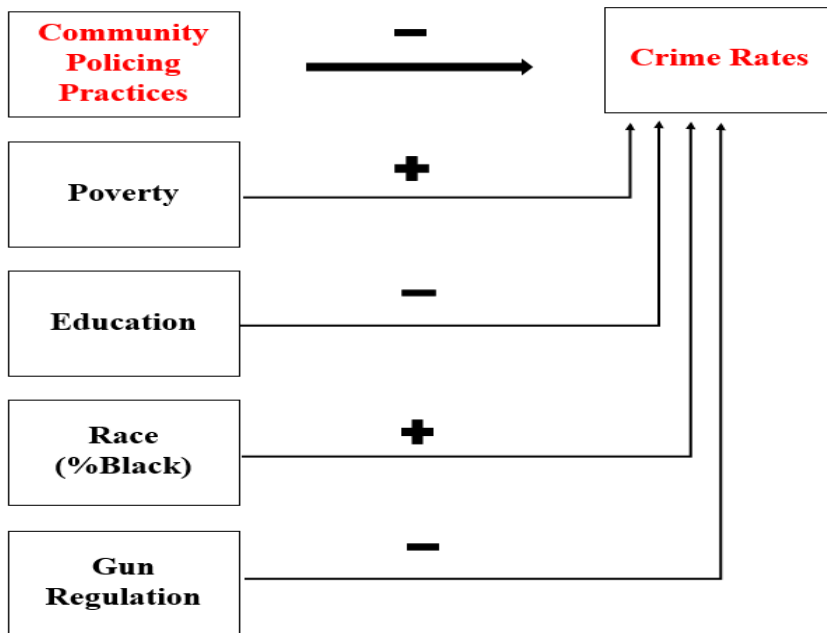 Community
Policing
Practices
−
Crime Rates
Poverty
+
Education
−
Race
(%Black)
+
Gun
Regulation
−